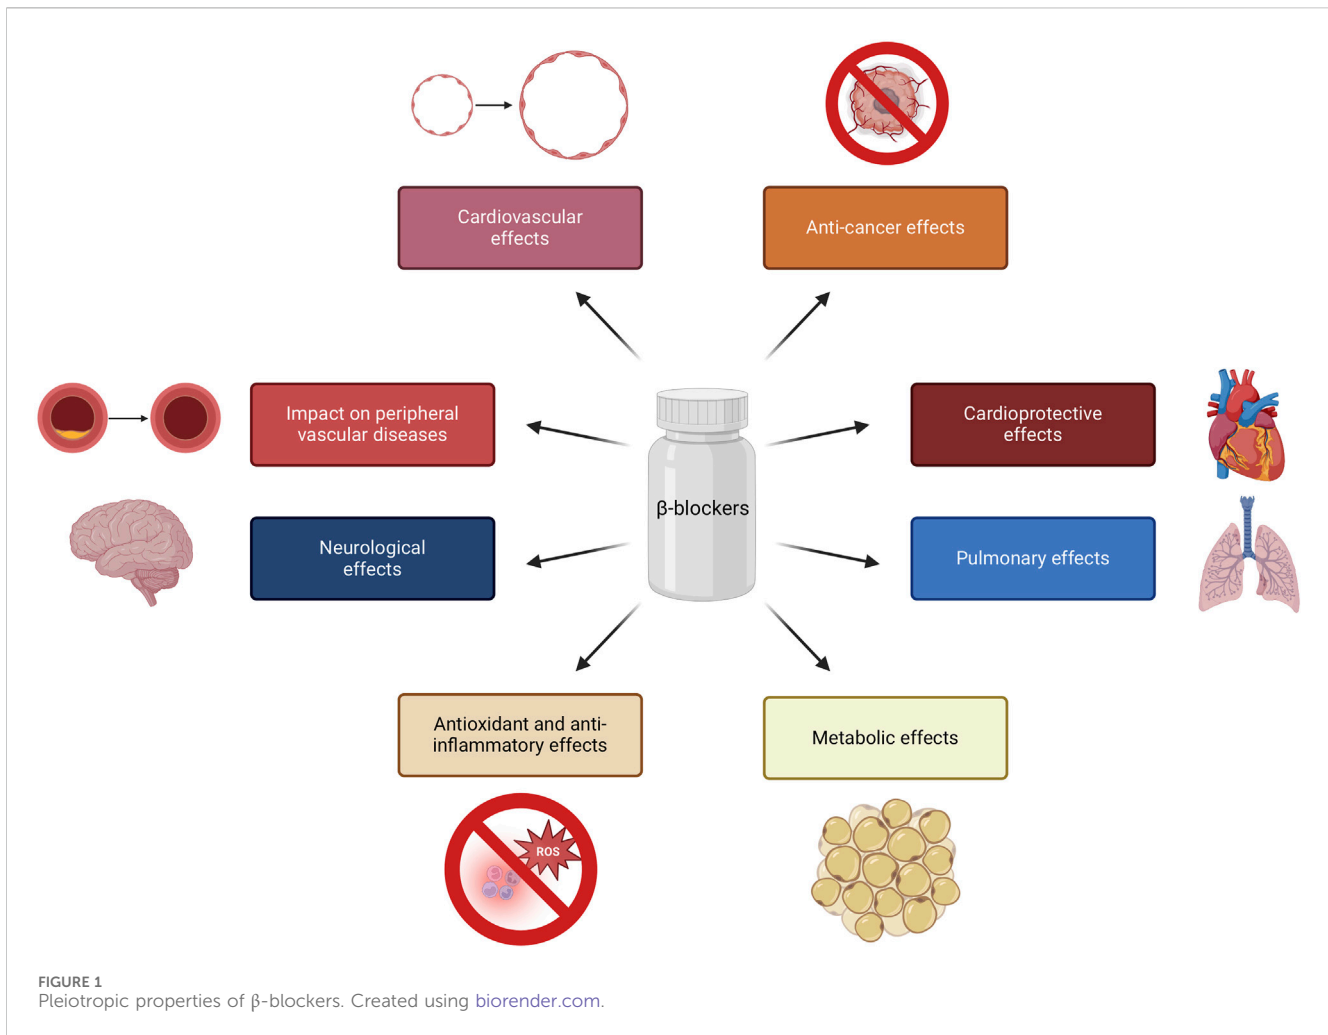 Cardiovascular
effects
Anti-cancer effects
Impact on peripheral
vascular diseases
Cardioprotective
effects
β-blockers
Neurological
effects
Pulmonary effects
Antioxidant and anti-
inflammatory effects
Metabolic effects
ROS
FIGURE 1
Pleiotropic properties of β-blockers. Created using biorender.com.